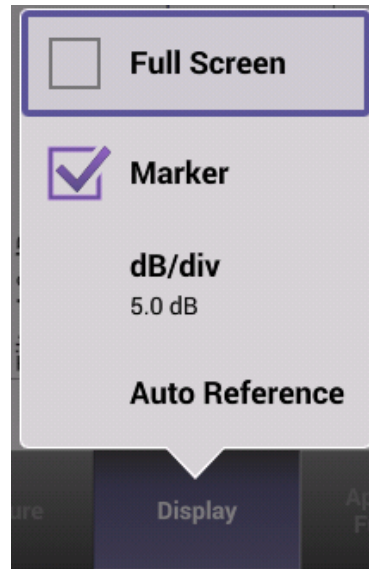 Full Screen
Marker
dB/div
5.0 dB
Auto Reference
Display